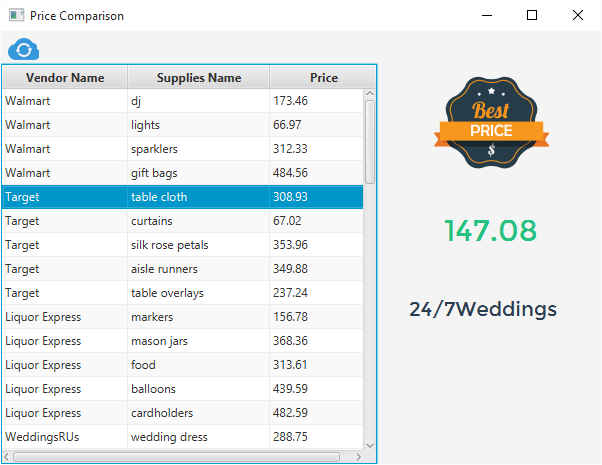 Price Comparison
Vendor Name Supplies Name Price
Walmart dj 173.46
Walmart lights 66.97
Walmart sparklers 312.33
Walmart gift bags 484.56
Target table cloth 308.93
Target curtains 67.02
Target silk rose petals 353.96
Target aisle runners 349.88
Target table overlays 237.24
Liquor Express markers 156.78
Liquor Express mason jars 368.36
Liquor Express food 313.61
Liquor Express balloons 439.59
Liquor Express cardholders 482.59
WeddingsRUs wedding dress 288.75
Best
PRICE
$
147.08
24/7Weddings